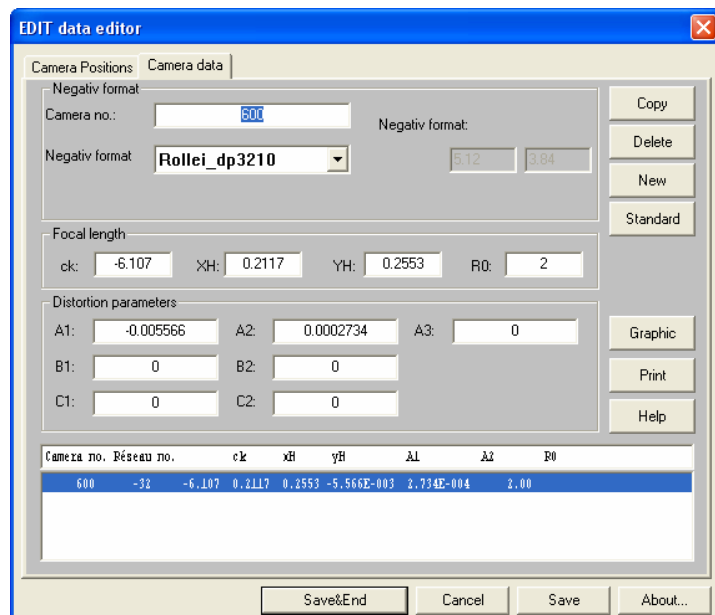 EDIT data editor
Camera Positions Camera data
Negativ format
Camera no.: 600 Negativ format:
Negativ format Rollei_dp3210 5.12 3.84
Copy
Delete
New
Standard
Focal length
ck: -6.107 XH: 0.2117 YH: 0.2553 R0: 2
Distortion parameters
A1: -0.005566 A2: 0.0002734 A3: 0
B1: 0 B2: 0
C1: 0 C2: 0
Graphic
Print
Help
Camera no. Réseau no. ck xH yH A1 A2 R0
600 -32 -6.107 0.2117 0.2553 -5.566E-003 2.734E-004 2.00
Save&End Cancel Save About...